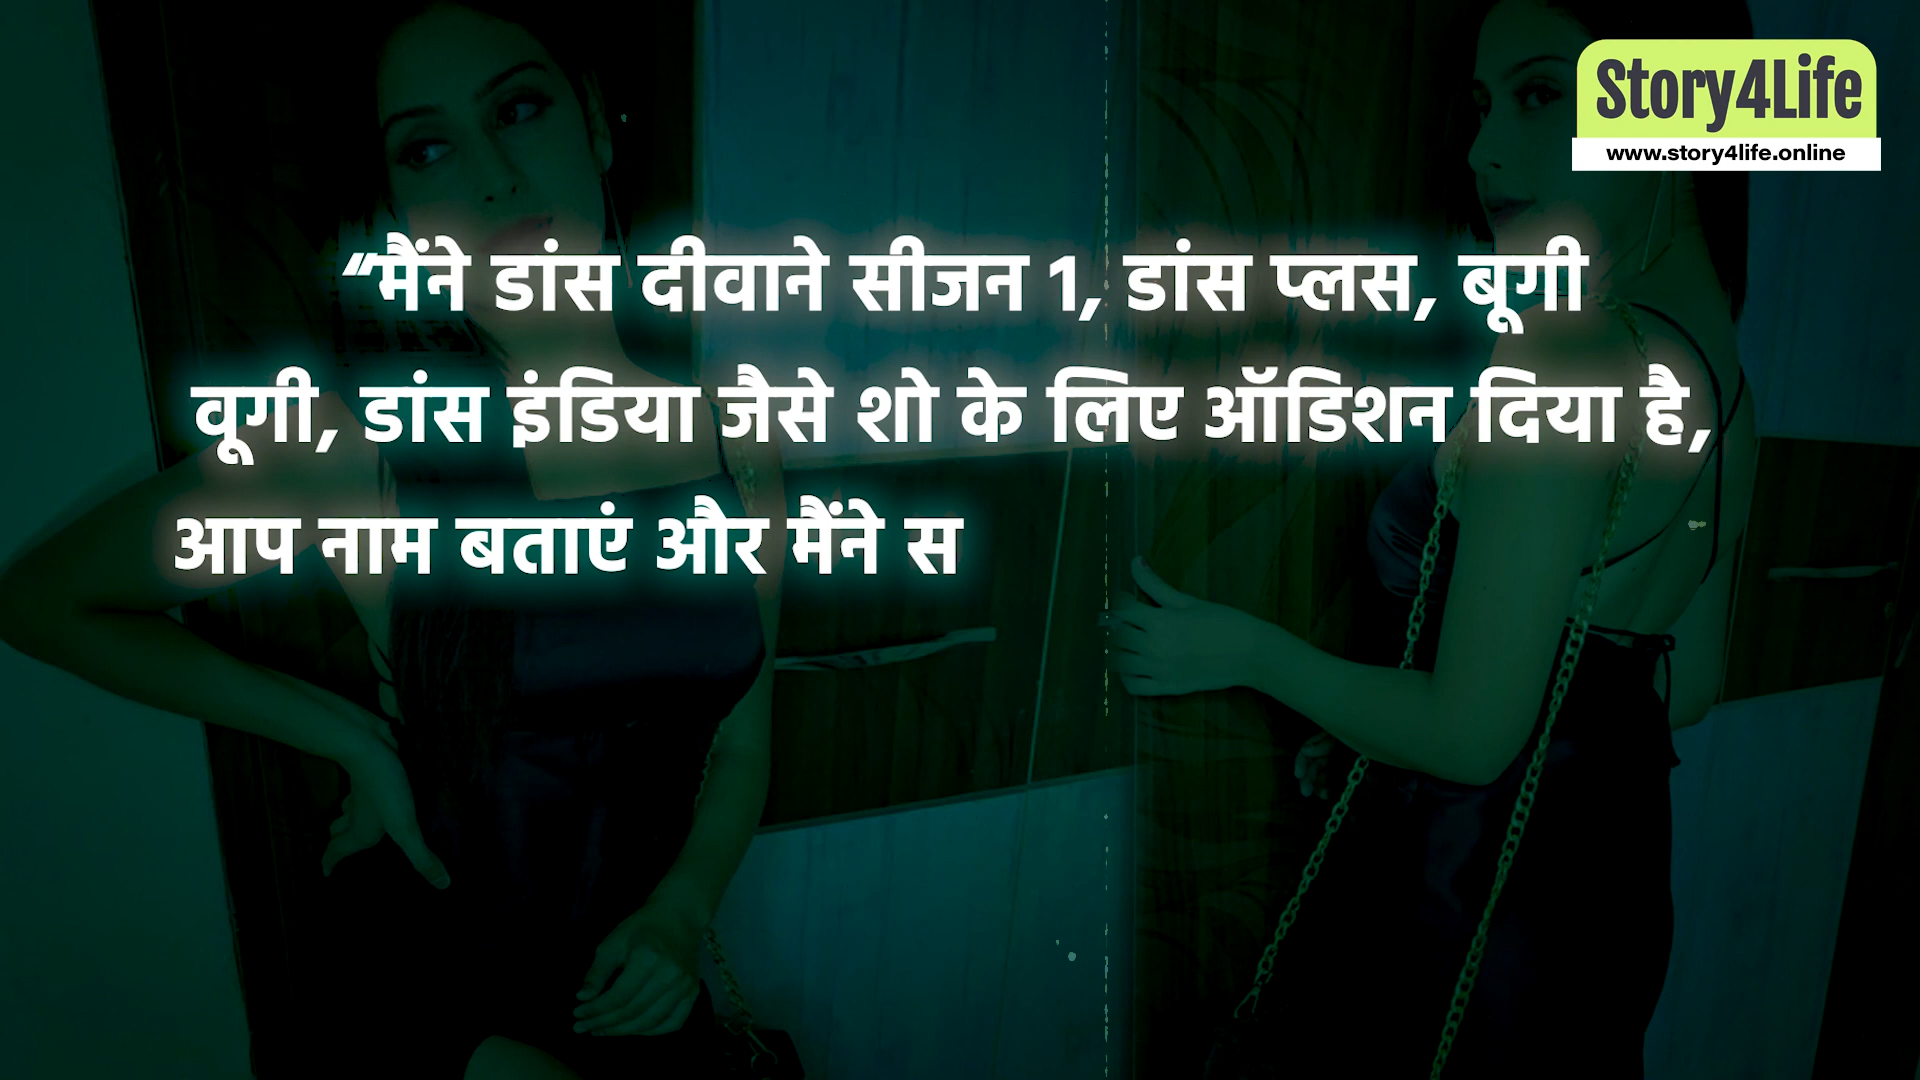 Story4Life
www.story4life.online
“मैंने डांस दीवाने सीजन 1, डांस प्लस, बूगी
वूगी, डांस इंडिया जैसे शो के लिए ऑडिशन दिया है,
आप नाम बताएं और मैंने स